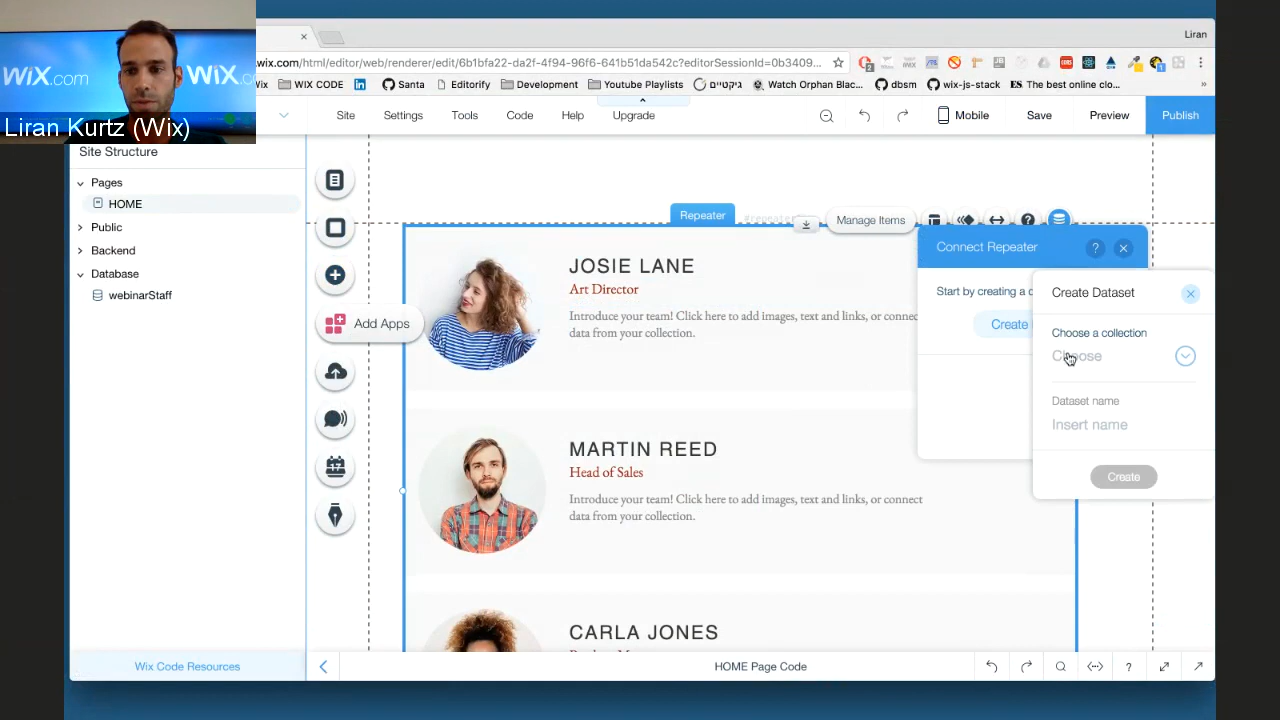 WiX.com
WiX.co
Liran Kurtz (Wix)
Liran
wix.com/html/editor/web/renderer/edit/6b1bfa22-da2f-4f94-96f6-641b51da542c?editorSessionId=0b3409...
Wix
WIX CODE
Santa
Editorify
Development
Youtube Playlists
גיקטיים
Watch Orphan Blac...
dbsm
wix-js-stack
ES The best online clo...
Site
Settings
Tools
Code
Help
Upgrade
Mobile
Save
Preview
Publish
Site Structure
Pages
HOME
Public
Backend
Database
webinarStaff
Wix Code Resources
Add Apps
Repeater
Manage Items
JOSIE LANE
Art Director
Introduce your team! Click here to add images, text and links, or connect
data from your collection.
MARTIN REED
Head of Sales
Introduce your team! Click here to add images, text and links, or connect
data from your collection.
CARLA JONES
Connect Repeater
?
Start by creating a d
Create
Create Dataset
Choose a collection
Choose
Dataset name
Insert name
Create
HOME Page Code
?